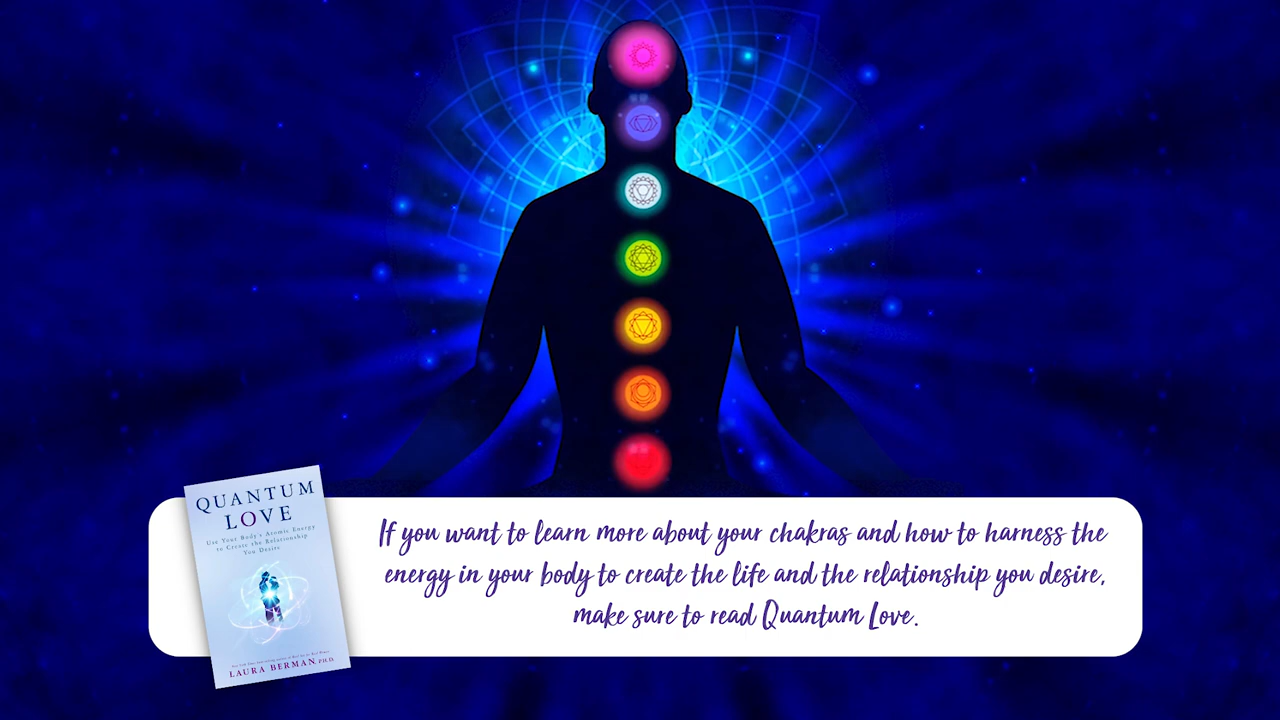 QUANTUM
LOVE
Use Your Body's Atomic Energy
to Create the Relationship
You Desire
LAURA BERMAN, PH.D.
If you want to learn more about your chakras and how to harness the
energy in your body to create the life and the relationship you desire,
make sure to read Quantum Love.